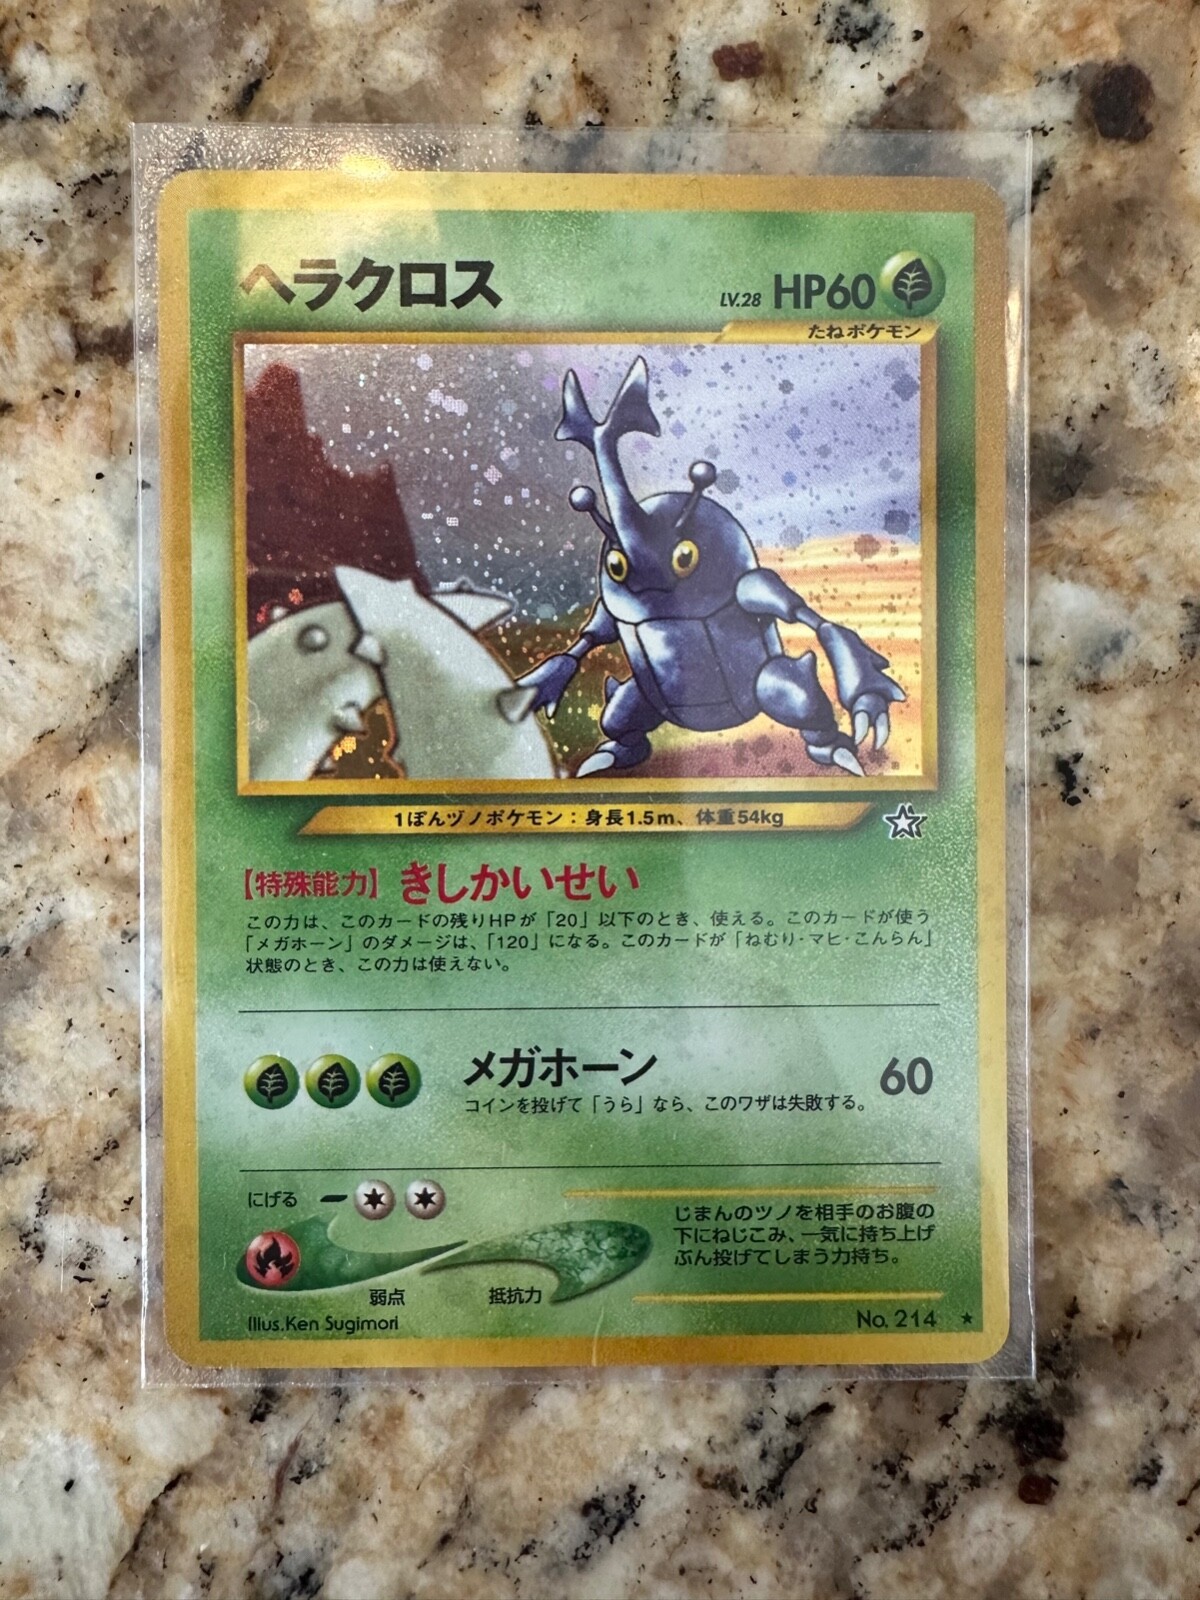 ヘラクロス
LV.28 HP60
たねポケモン
1ぽんヅノポケモン：身長1.5m、体重54kg
【特殊能力】きしかいせい
この力は、このカードの残りHPが「20」以下のとき、使える。このカードが使う
「メガホーン」のダメージは、「120」になる。このカードが「ねむり・マヒ・こんらん」
状態のとき、この力は使えない。
メガホーン 60
コインを投げて「うら」なら、このワザは失敗する。
にげる
弱点
抵抗力
じまんのツノを相手のお腹の
下にねじこみ、一気に持ち上げ
ぶん投げてしまう力持ち。
Illus.Ken Sugimori
No. 214 ★